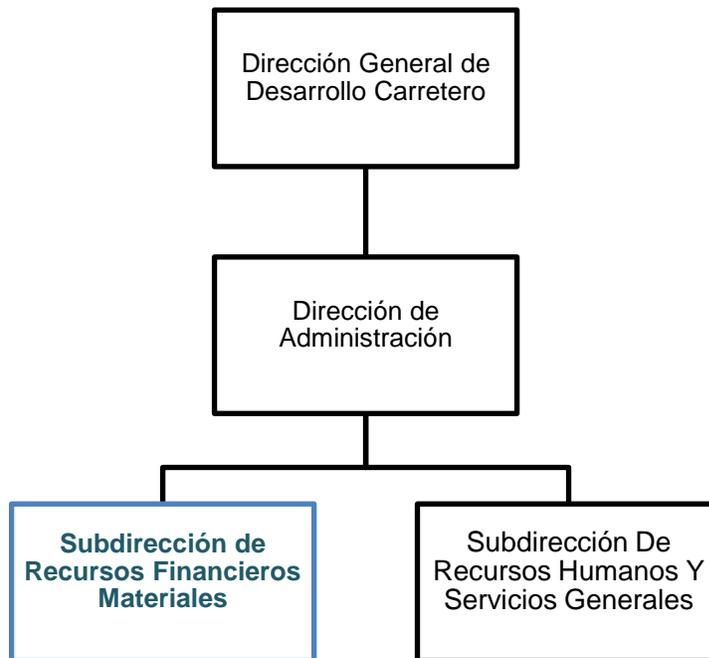 Dirección General de
Desarrollo Carretero
Dirección de
Administración
Subdirección de
Recursos Financieros
Materiales
Subdirección De
Recursos Humanos Y
Servicios Generales